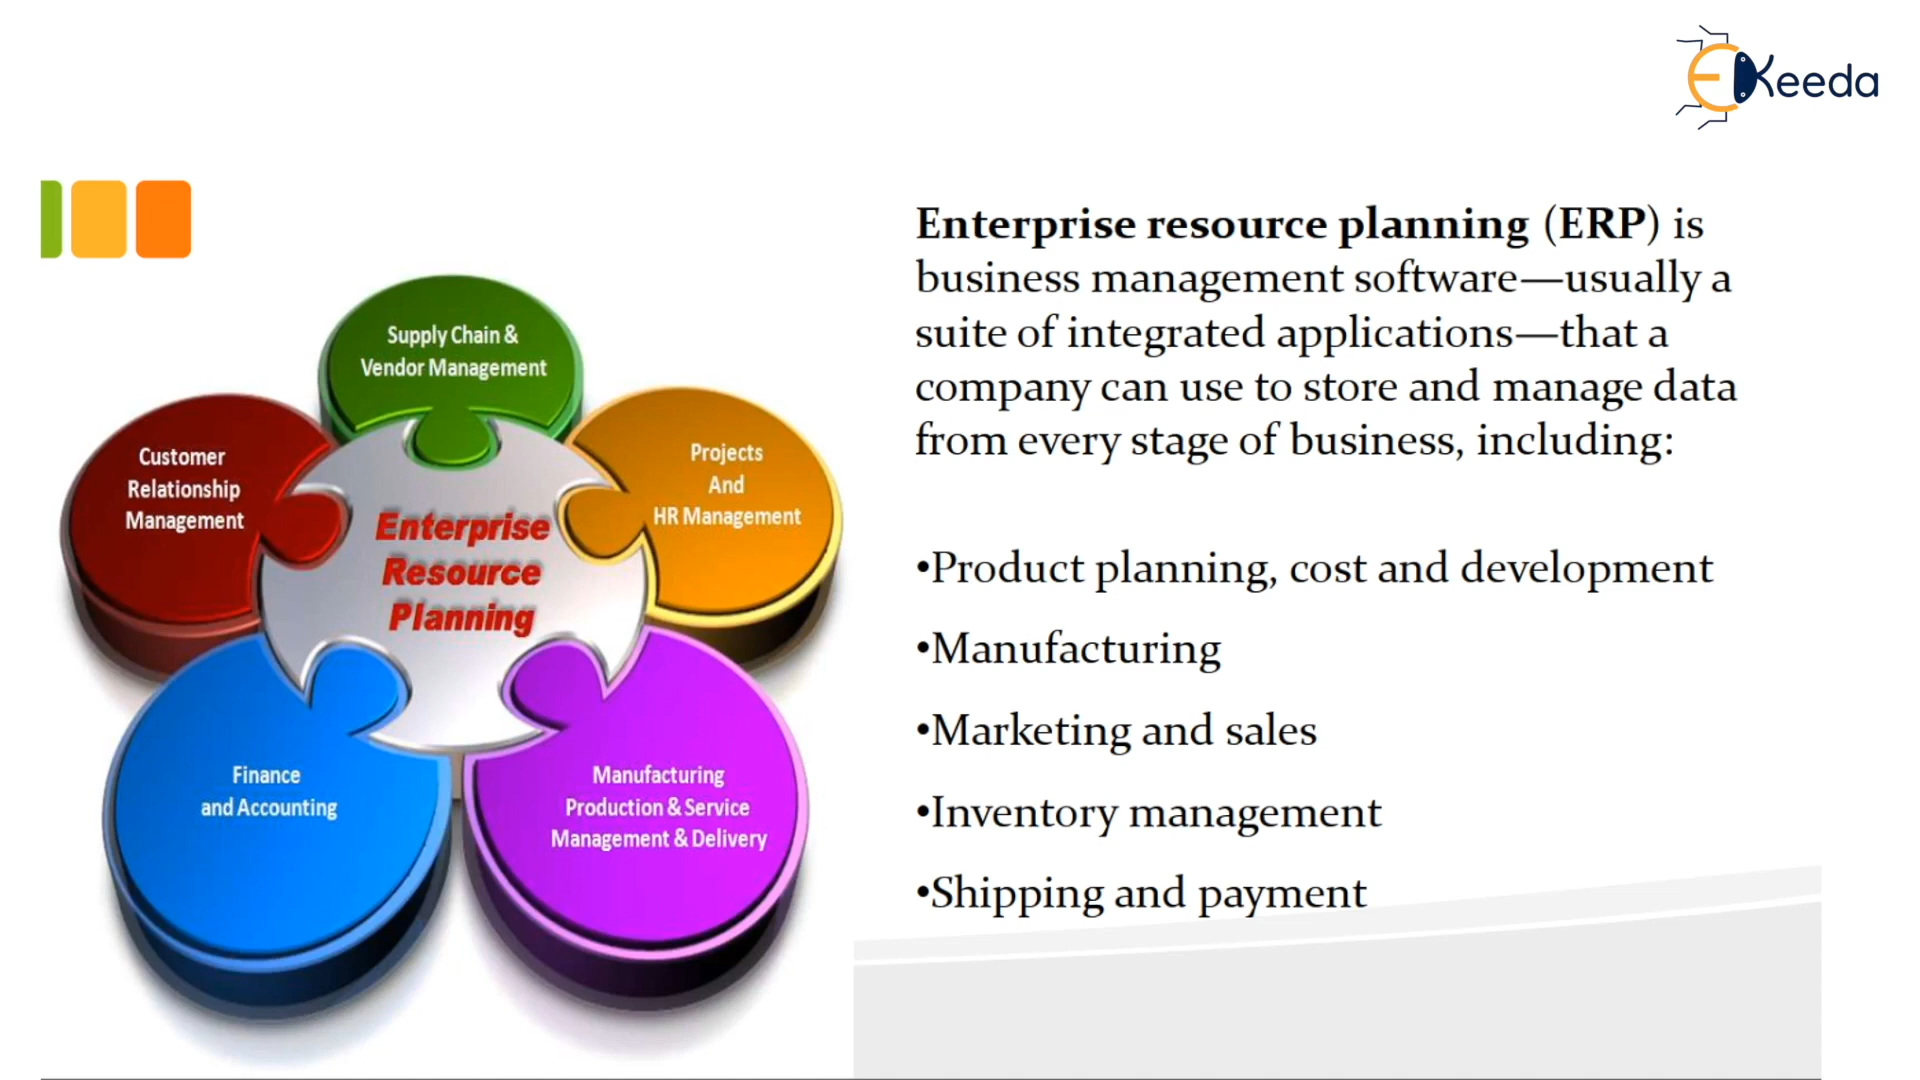 EKeeda
Supply Chain &
Vendor Management
Customer
Relationship
Management
Projects
And
HR Management
Enterprise
Resource
Planning
Finance
and Accounting
Manufacturing
Production & Service
Management & Delivery
Enterprise resource planning (ERP) is
business management software—usually a
suite of integrated applications—that a
company can use to store and manage data
from every stage of business, including:
•Product planning, cost and development
•Manufacturing
•Marketing and sales
•Inventory management
•Shipping and payment